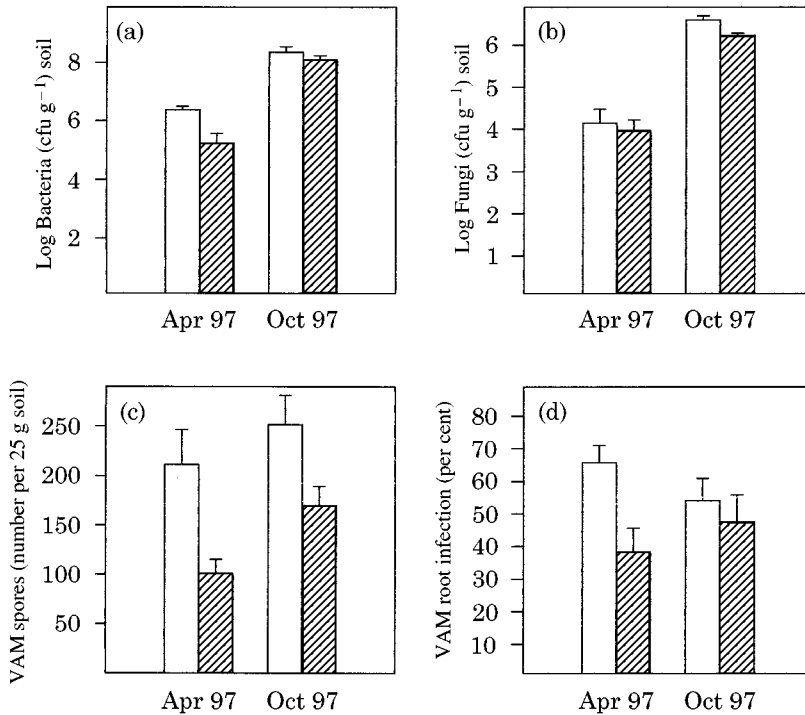 (a)
Log Bacteria (cfu g⁻¹) soil
8
6
4
2
Apr 97 Oct 97
(b)
Log Fungi (cfu g⁻¹) soil
6
5
4
3
2
1
Apr 97 Oct 97
(c)
VAM spores (number per 25 g soil)
250
200
150
100
50
Apr 97 Oct 97
(d)
VAM root infection (per cent)
80
70
60
50
40
30
20
10
Apr 97 Oct 97